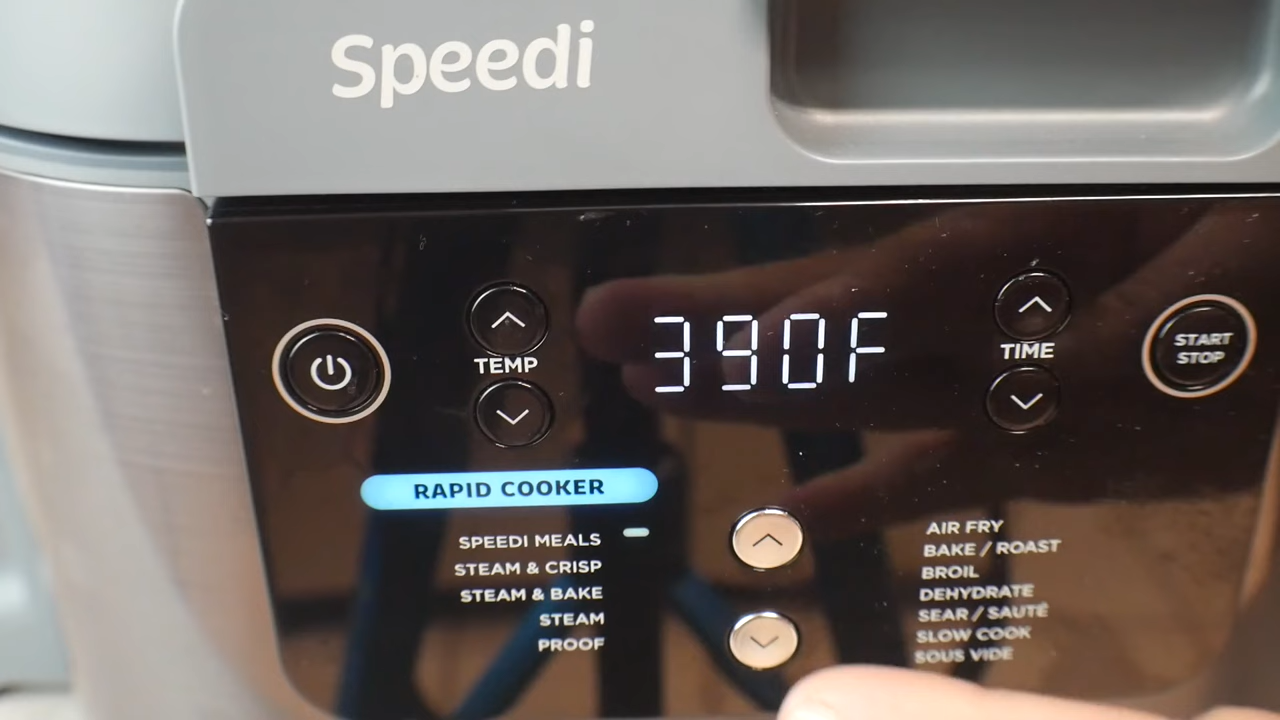 Speedi
TEMP
390F
TIME
START
STOP
RAPID COOKER
SPEEDI MEALS
STEAM & CRISP
STEAM & BAKE
STEAM
PROOF
AIR FRY
BAKE / ROAST
BROIL
DEHYDRATE
SEAR / SAUTÉ
SLOW COOK
SOUS VIDE